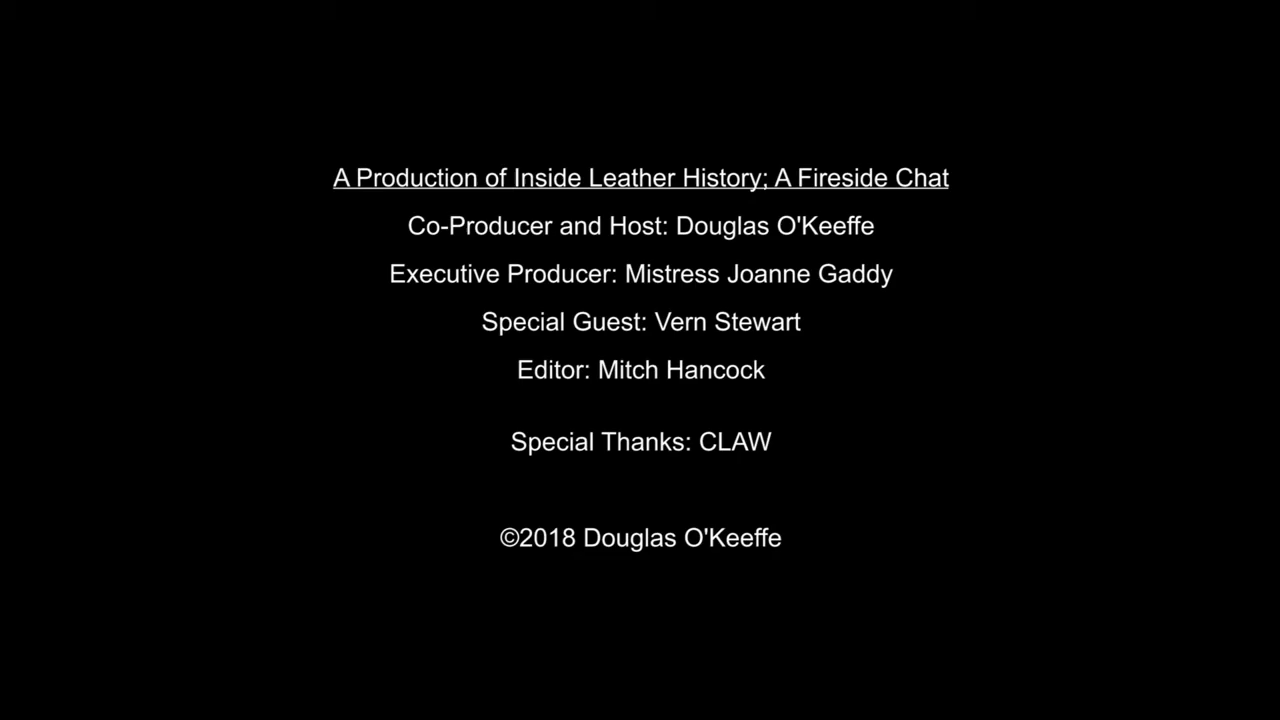 A Production of Inside Leather History; A Fireside Chat
Co-Producer and Host: Douglas O'Keeffe
Executive Producer: Mistress Joanne Gaddy
Special Guest: Vern Stewart
Editor: Mitch Hancock
Special Thanks: CLAW
©2018 Douglas O'Keeffe